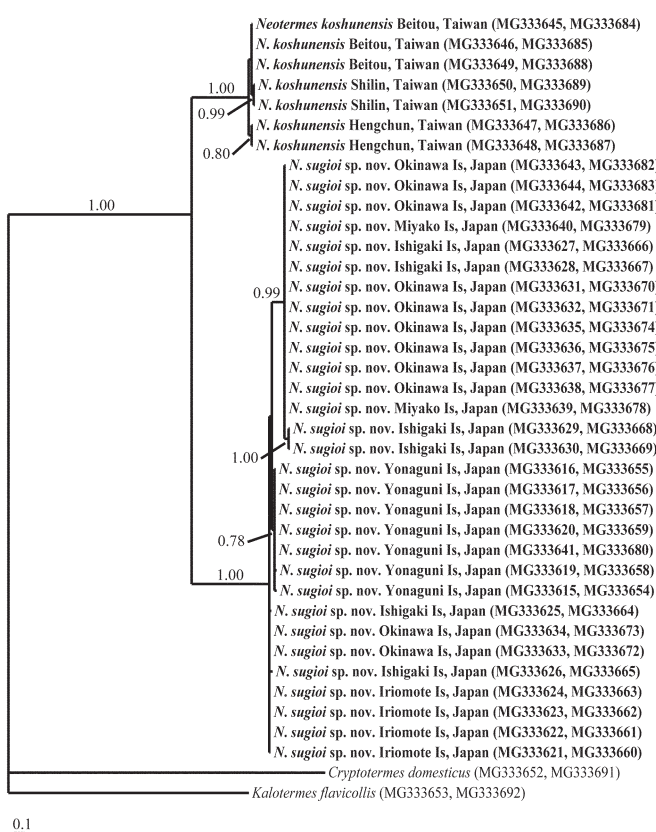 Neotermes koshunensis Beitou, Taiwan (MG333645, MG333684)
N. koshunensis Beitou, Taiwan (MG333646, MG333685)
N. koshunensis Beitou, Taiwan (MG333649, MG333688)
N. koshunensis Shilin, Taiwan (MG333650, MG333689)
1.00
N. koshunensis Shilin, Taiwan (MG333651, MG333690)
0.99
N. koshunensis Hengchun, Taiwan (MG333647, MG333686)
N. koshunensis Hengchun, Taiwan (MG333648, MG333687)
0.80
N. sugioi sp. nov. Okinawa Is, Japan (MG333643, MG333682)
N. sugioi sp. nov. Okinawa Is, Japan (MG333644, MG333683)
N. sugioi sp. nov. Okinawa Is, Japan (MG333642, MG333681)
1.00
N. sugioi sp. nov. Miyako Is, Japan (MG333640, MG333679)
N. sugioi sp. nov. Ishigaki Is, Japan (MG333627, MG333666)
N. sugioi sp. nov. Ishigaki Is, Japan (MG333628, MG333667)
N. sugioi sp. nov. Okinawa Is, Japan (MG333631, MG333670)
0.99
N. sugioi sp. nov. Okinawa Is, Japan (MG333632, MG333671)
N. sugioi sp. nov. Okinawa Is, Japan (MG333635, MG333674)
N. sugioi sp. nov. Okinawa Is, Japan (MG333636, MG333675)
N. sugioi sp. nov. Okinawa Is, Japan (MG333637, MG333676)
N. sugioi sp. nov. Okinawa Is, Japan (MG333638, MG333677)
N. sugioi sp. nov. Miyako Is, Japan (MG333639, MG333678)
N. sugioi sp. nov. Ishigaki Is, Japan (MG333629, MG333668)
N. sugioi sp. nov. Ishigaki Is, Japan (MG333630, MG333669)
1.00
N. sugioi sp. nov. Yonaguni Is, Japan (MG333616, MG333655)
N. sugioi sp. nov. Yonaguni Is, Japan (MG333617, MG333656)
N. sugioi sp. nov. Yonaguni Is, Japan (MG333618, MG333657)
N. sugioi sp. nov. Yonaguni Is, Japan (MG333620, MG333659)
0.78
N. sugioi sp. nov. Yonaguni Is, Japan (MG333641, MG333680)
N. sugioi sp. nov. Yonaguni Is, Japan (MG333619, MG333658)
1.00
N. sugioi sp. nov. Yonaguni Is, Japan (MG333615, MG333654)
N. sugioi sp. nov. Ishigaki Is, Japan (MG333625, MG333664)
N. sugioi sp. nov. Okinawa Is, Japan (MG333634, MG333673)
N. sugioi sp. nov. Okinawa Is, Japan (MG333633, MG333672)
N. sugioi sp. nov. Ishigaki Is, Japan (MG333626, MG333665)
N. sugioi sp. nov. Iriomote Is, Japan (MG333624, MG333663)
N. sugioi sp. nov. Iriomote Is, Japan (MG333623, MG333662)
N. sugioi sp. nov. Iriomote Is, Japan (MG333622, MG333661)
N. sugioi sp. nov. Iriomote Is, Japan (MG333621, MG333660)
Cryptotermes domesticus (MG333652, MG333691)
Kalotermes flavicollis (MG333653, MG333692)
0.1